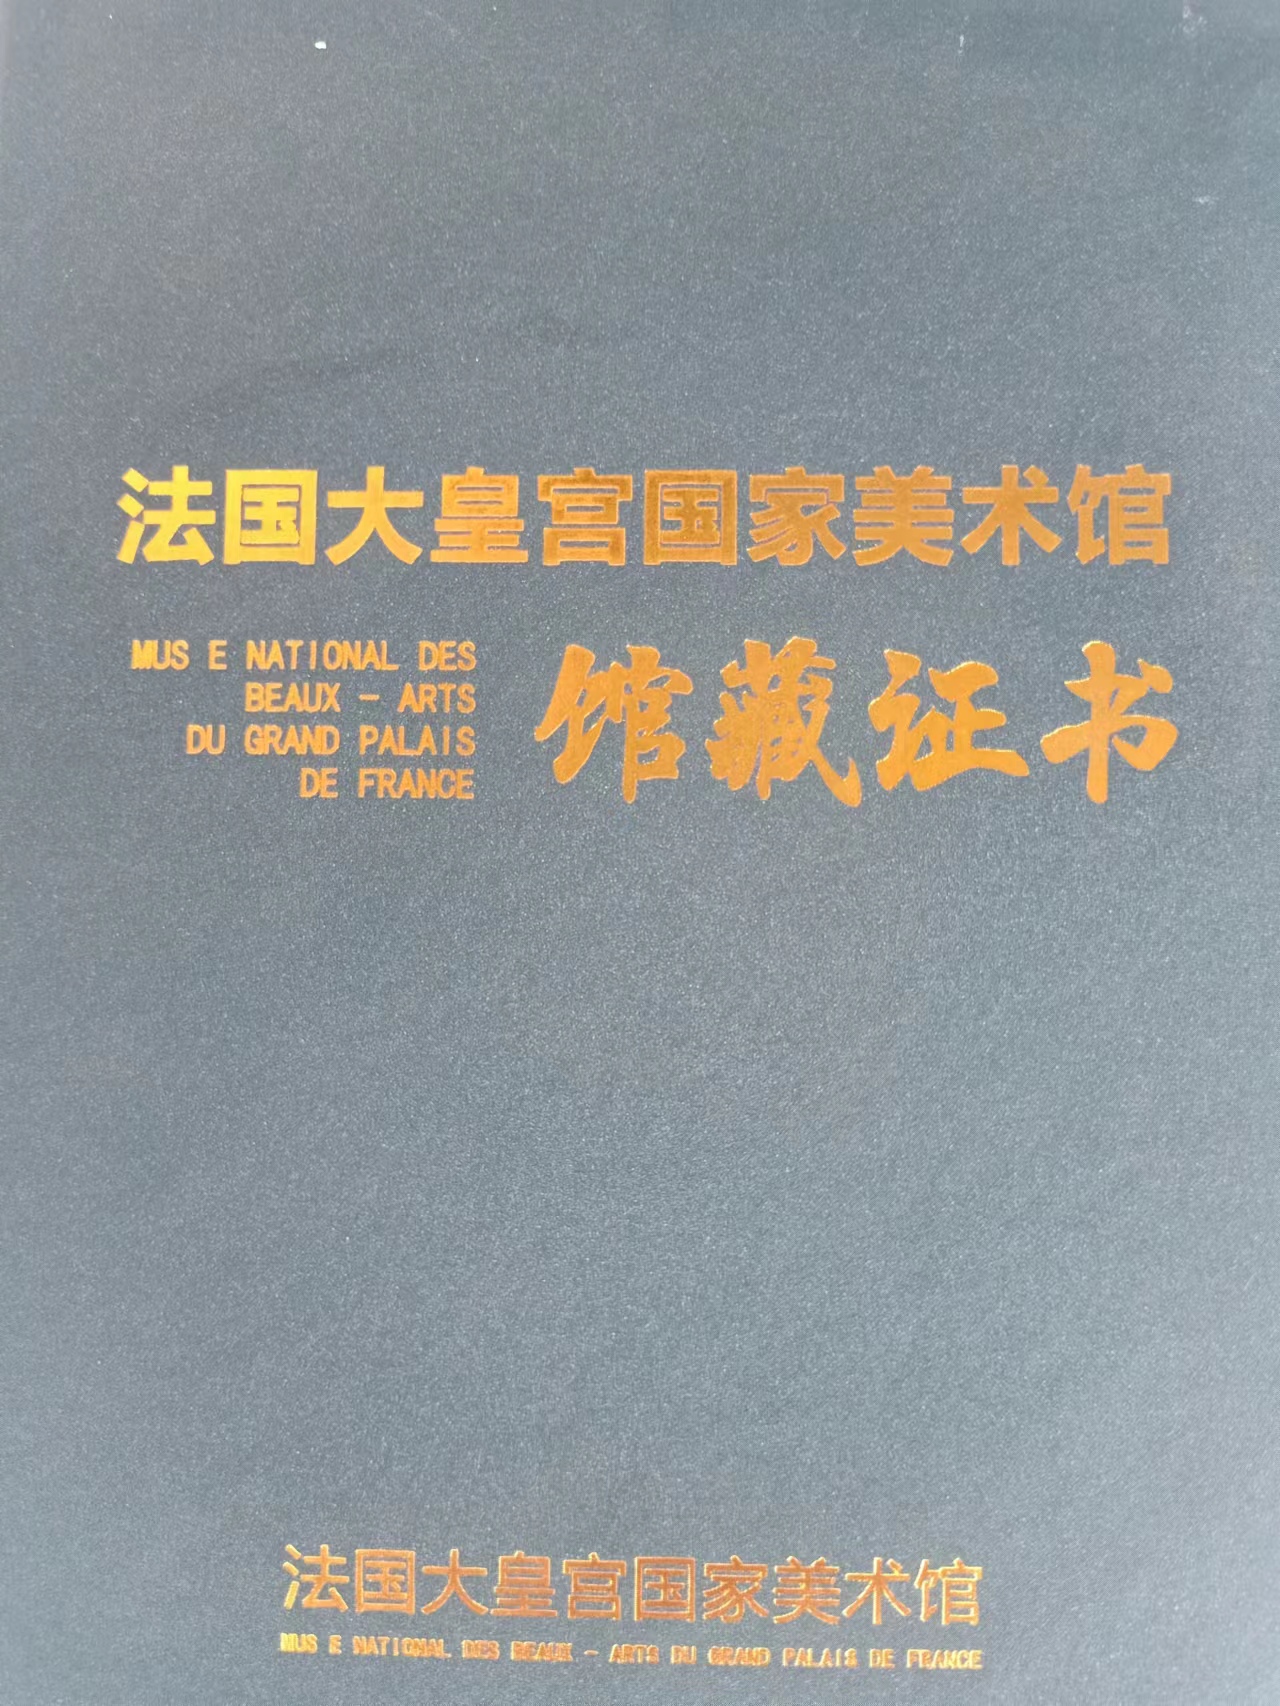 法国大皇宫国家美术馆
MUS E NATIONAL DES
BEAUX - ARTS
DU GRAND PALAIS
DE FRANCE
馆藏证书
法国大皇宫国家美术馆
MUS E NATIONAL DES BEAUX - ARTS DU GRAND PALAIS DE FRANCE